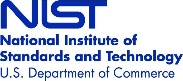 NIST
National Institute of
Standards and Technology
U.S. Department of Commerce